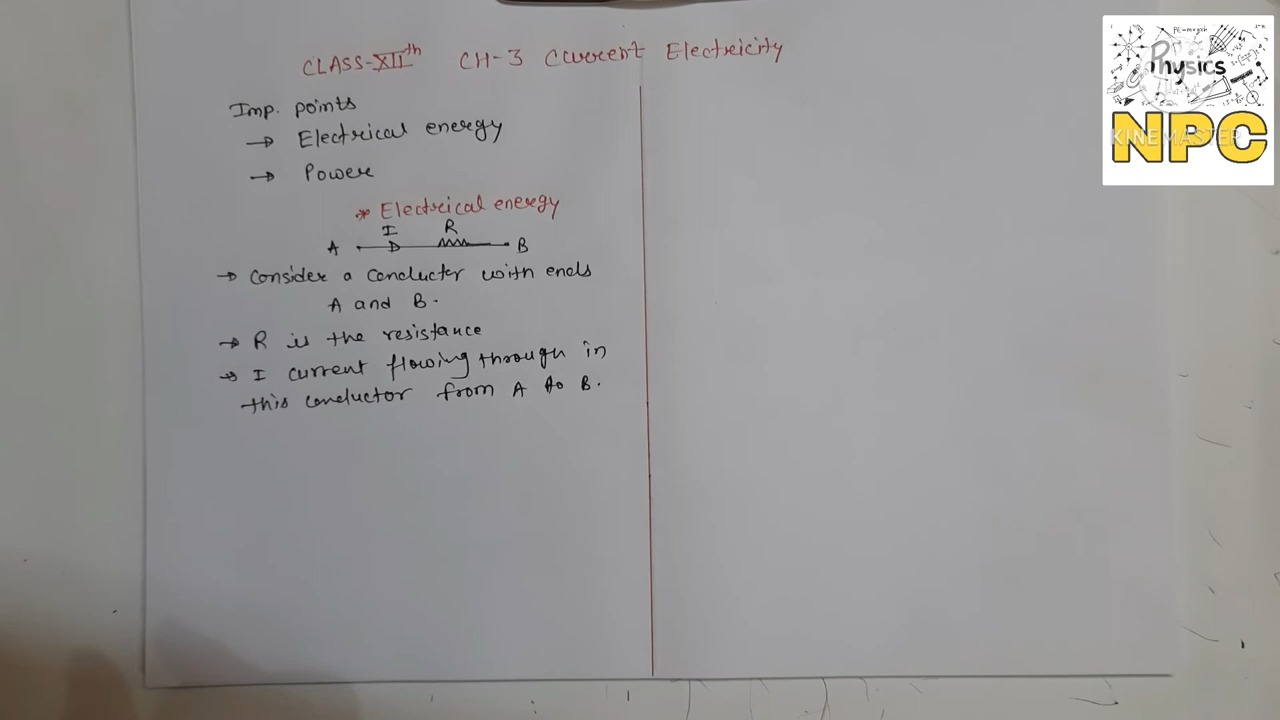 CLASS-XIIth CH-3 Current Electricity
Imp. points
→ Electrical energy
→ Power
* Electrical energy
I R
A B
→ Consider a conductor with ends
A and B.
→ R is the resistance
→ I current flowing through in
this conductor from A to B.
Physics
NPC
KINEMASTER